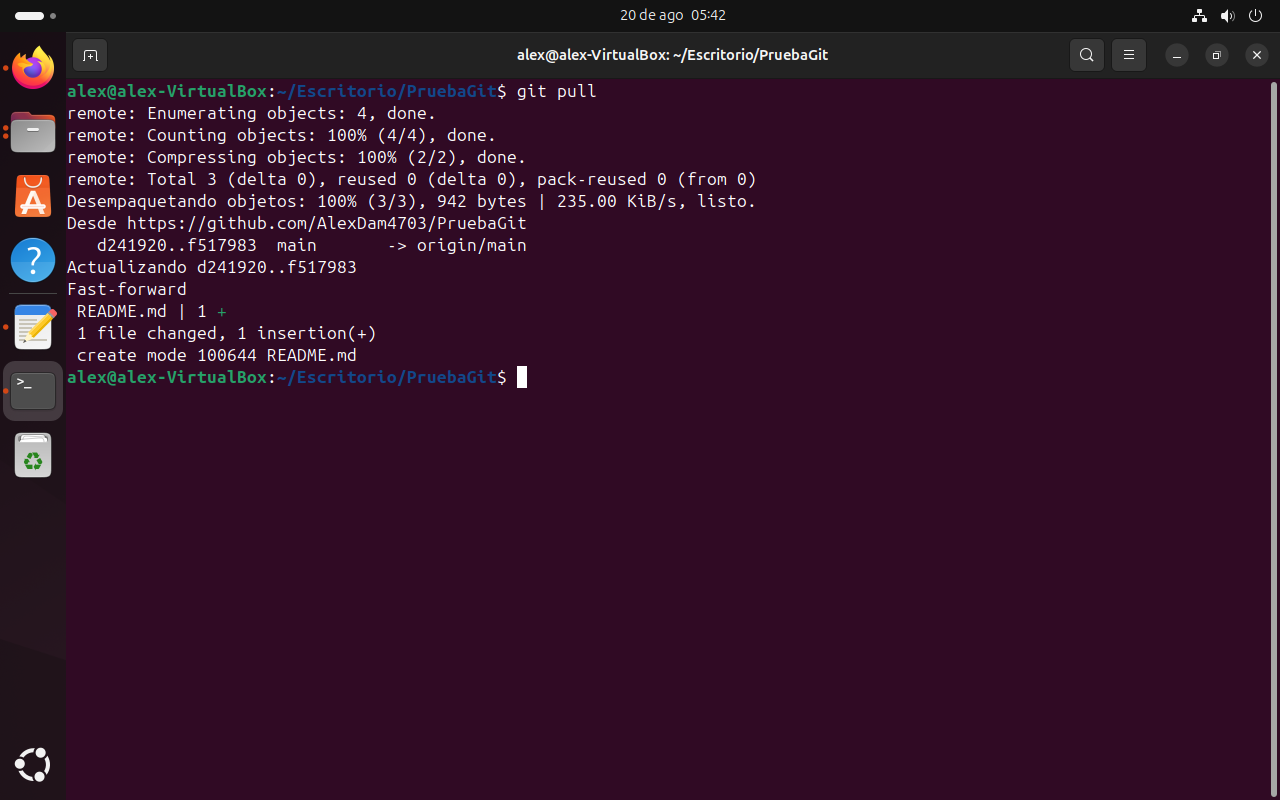 20 de ago 05:42
alex@alex-VirtualBox: ~/Escritorio/PruebaGit
alex@alex-VirtualBox:~/Escritorio/PruebaGit$ git pull
remote: Enumerating objects: 4, done.
remote: Counting objects: 100% (4/4), done.
remote: Compressing objects: 100% (2/2), done.
remote: Total 3 (delta 0), reused 0 (delta 0), pack-reused 0 (from 0)
Desempaquetando objetos: 100% (3/3), 942 bytes | 235.00 KiB/s, listo.
Desde https://github.com/AlexDam4703/PruebaGit
   d241920..f517983  main       -> origin/main
Actualizando d241920..f517983
Fast-forward
 README.md | 1 +
 1 file changed, 1 insertion(+)
 create mode 100644 README.md
alex@alex-VirtualBox:~/Escritorio/PruebaGit$